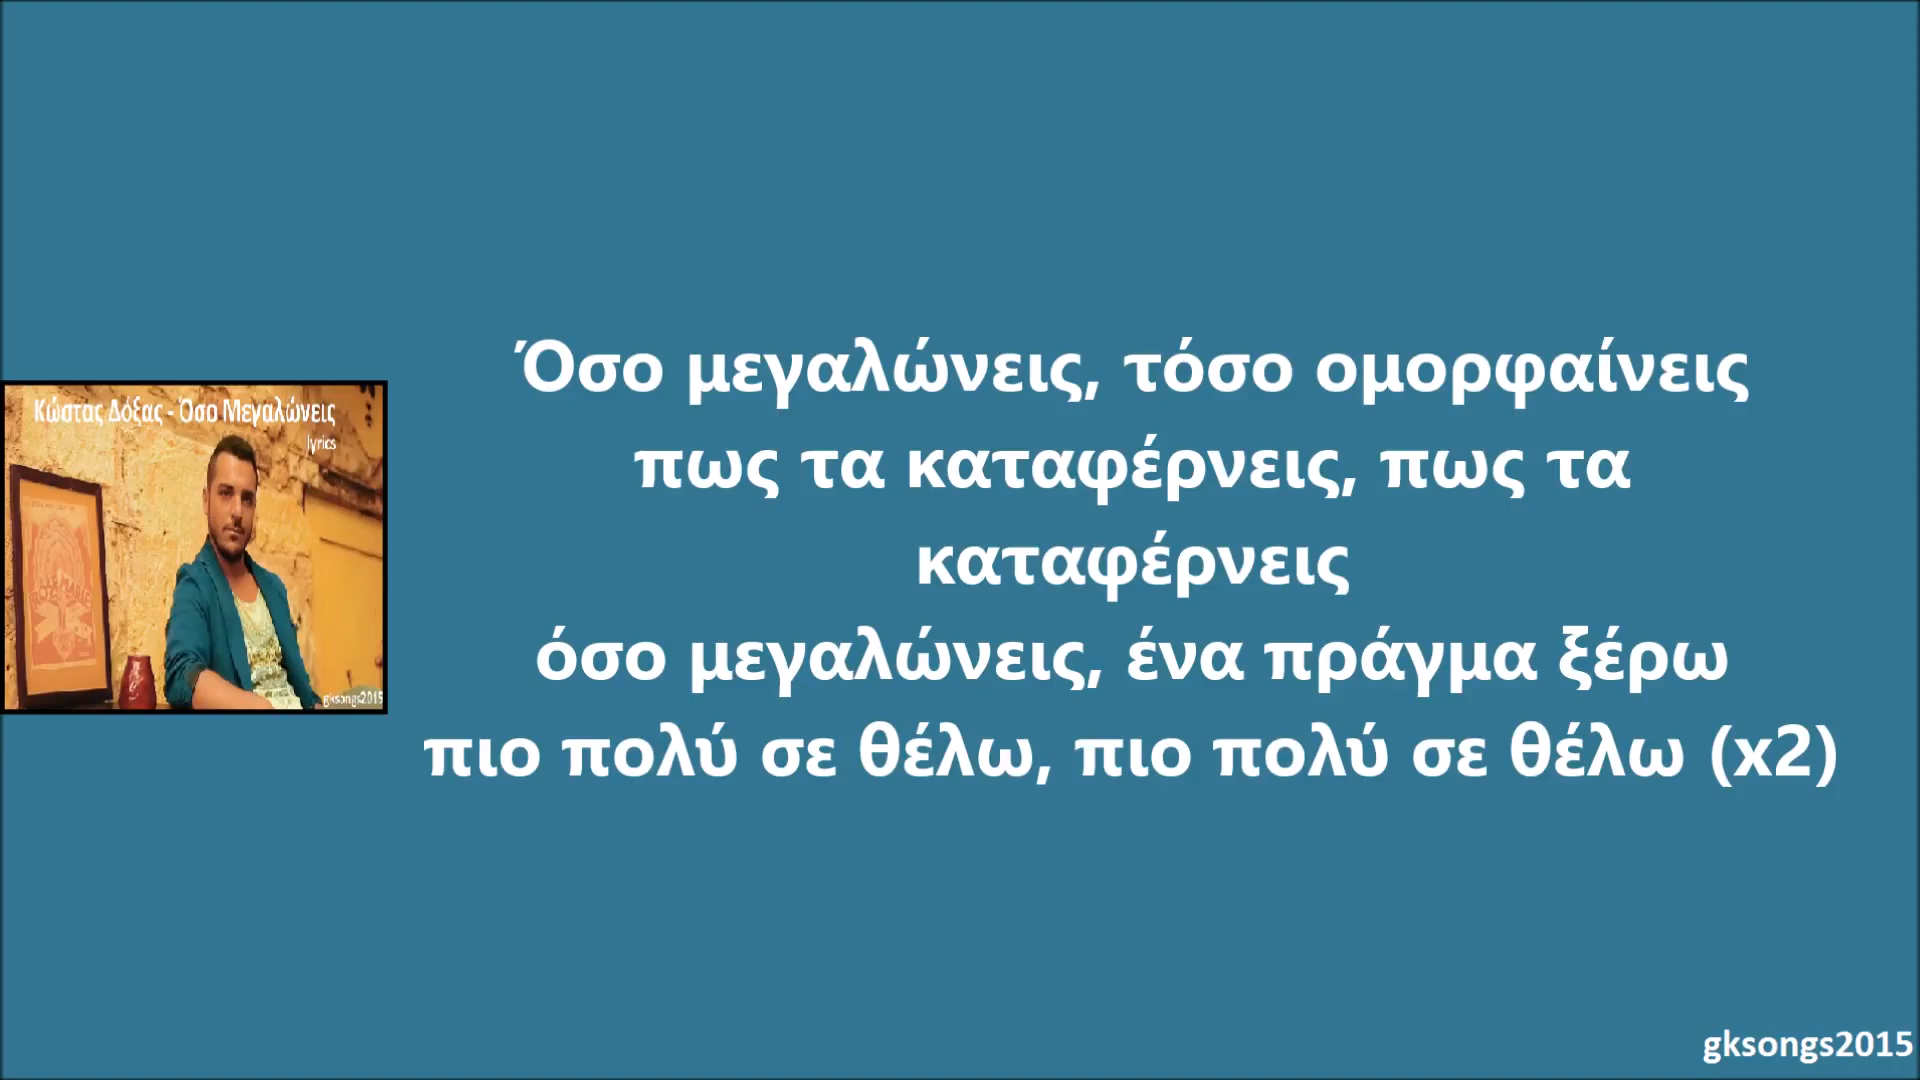 Κώστας Δόξας - Όσο Μεγαλώνεις
lyrics
gksongs2015
Όσο μεγαλώνεις, τόσο ομορφαίνεις
πως τα καταφέρνεις, πως τα
καταφέρνεις
όσο μεγαλώνεις, ένα πράγμα ξέρω
πιο πολύ σε θέλω, πιο πολύ σε θέλω (x2)
gksongs2015